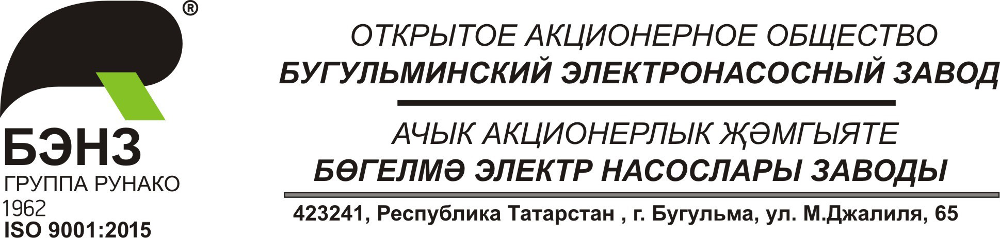 ®
БЭНЗ
ГРУППА РУНАКО
1962
ISO 9001:2015
ОТКРЫТОЕ АКЦИОНЕРНОЕ ОБЩЕСТВО
БУГУЛЬМИНСКИЙ ЭЛЕКТРОНАСОСНЫЙ ЗАВОД
АЧЫК АКЦИОНЕРЛЫК ҖӘМГЫЯТЕ
БӨГЕЛМӘ ЭЛЕКТР НАСОСЛАРЫ ЗАВОДЫ
423241, Республика Татарстан , г. Бугульма, ул. М.Джалиля, 65